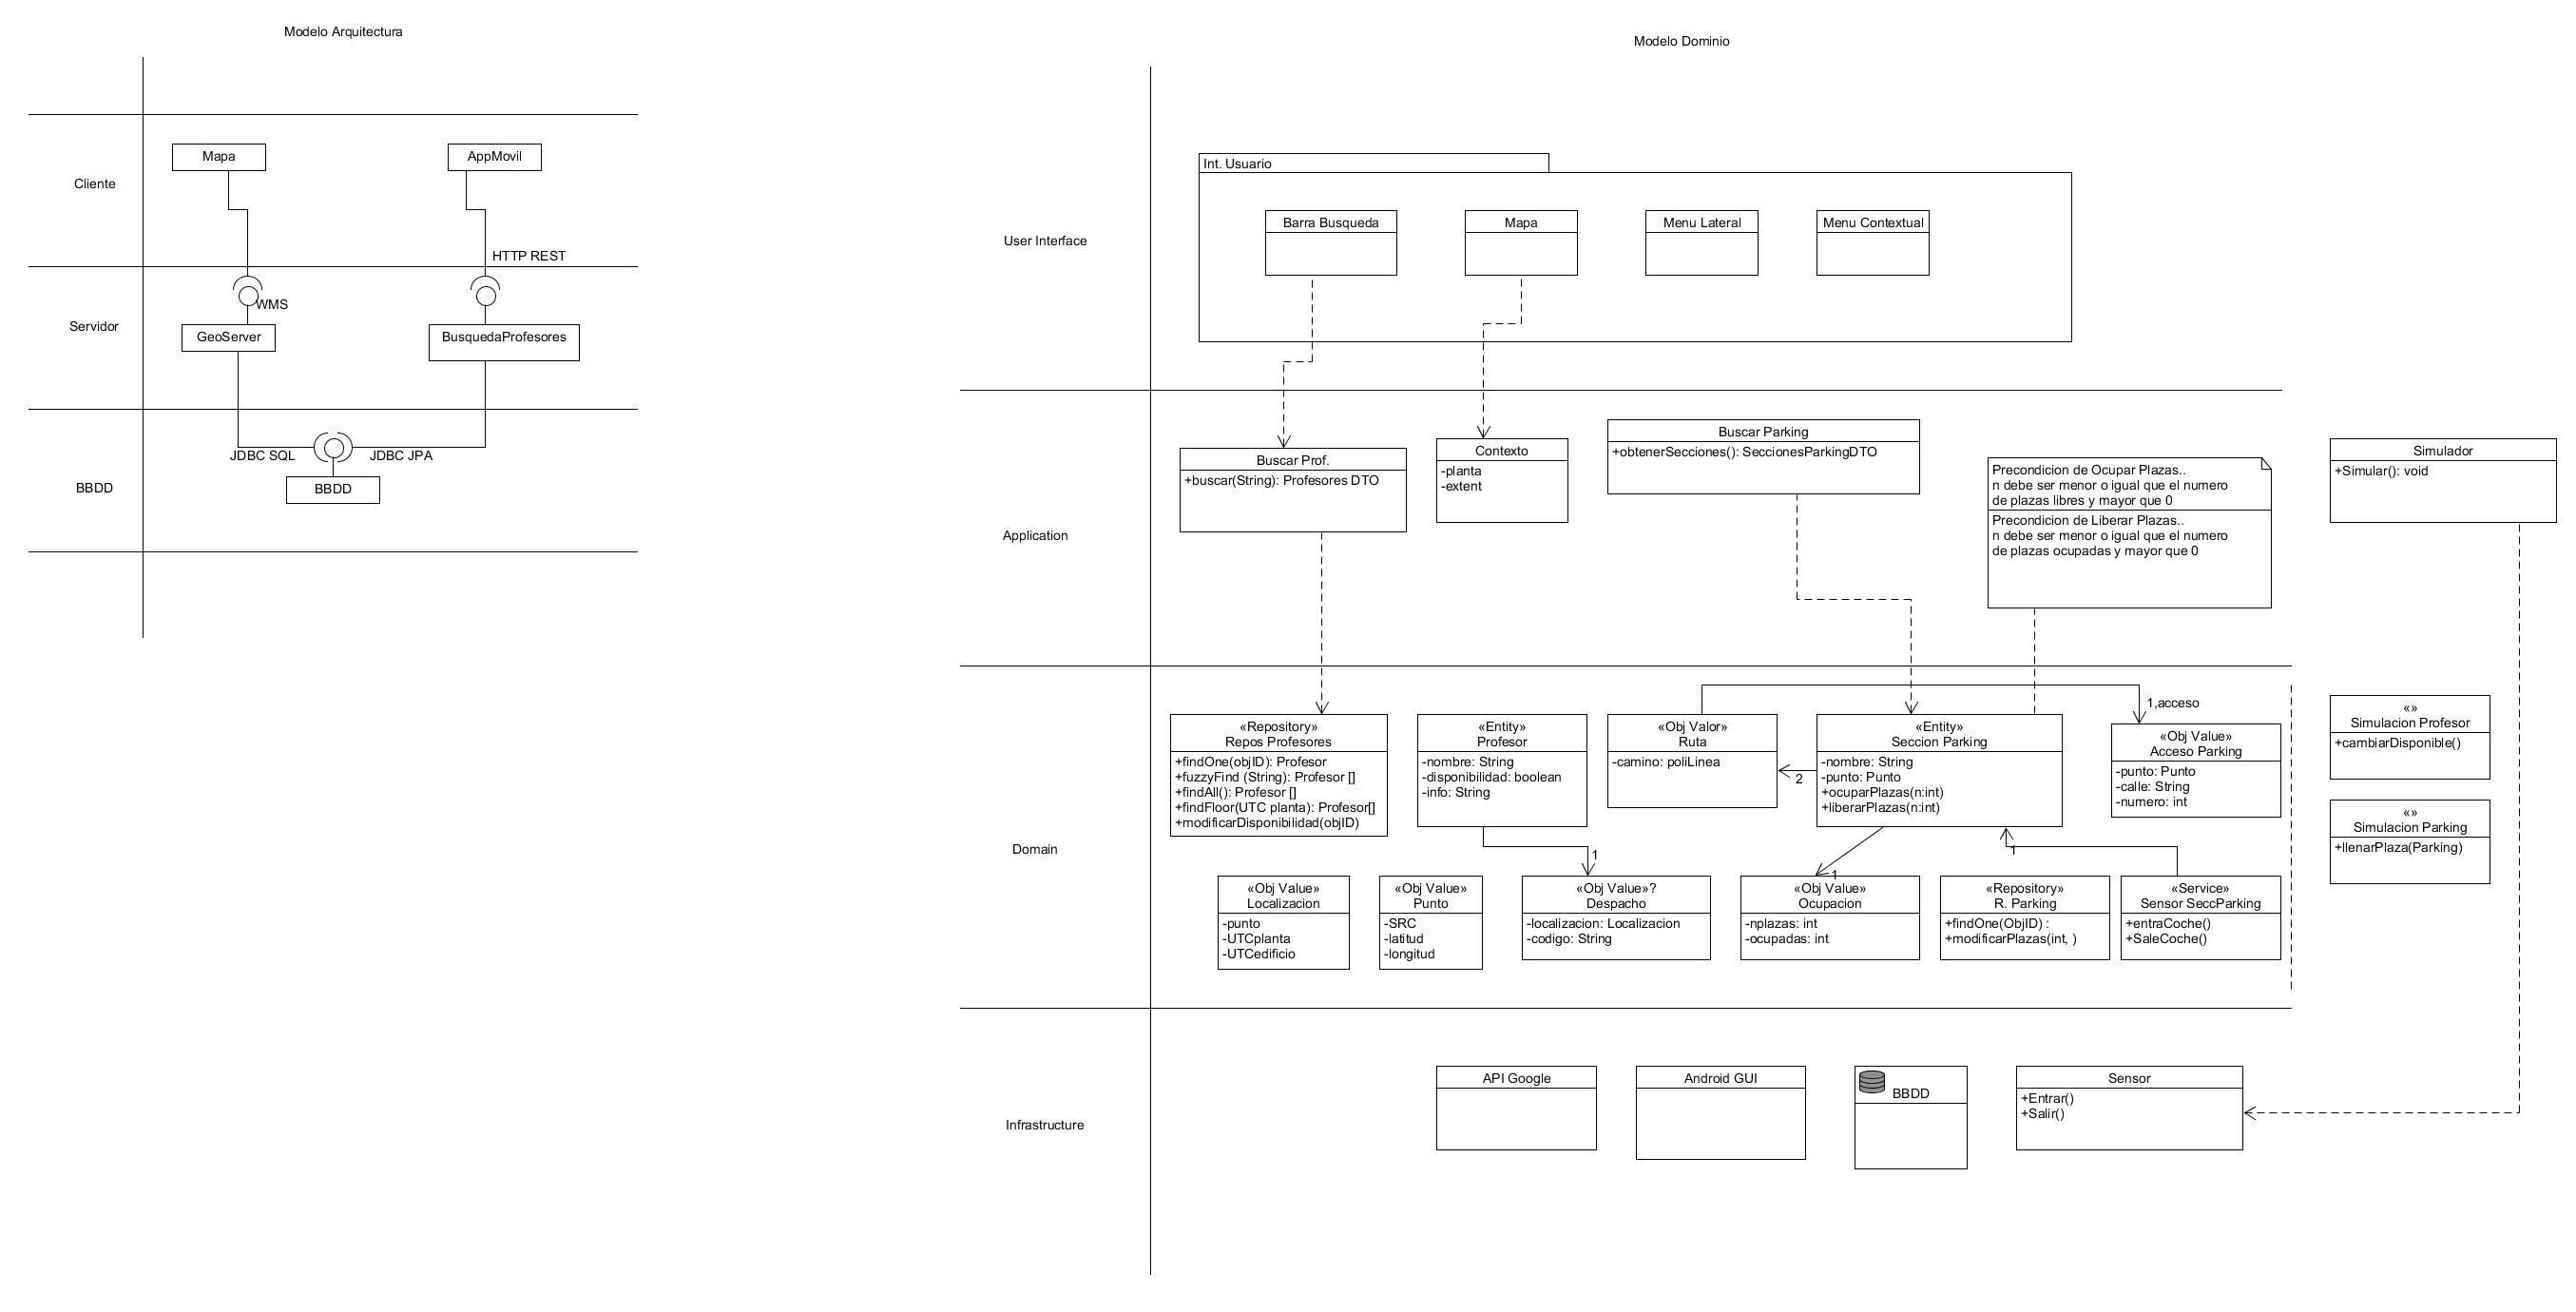 Modelo Arquitectura
Cliente
Mapa
AppMovil
HTTP REST
WMS
Servidor
GeoServer
BusquedaProfesores
JDBC SQL
JDBC JPA
BBDD
BBDD
Modelo Dominio
User Interface
Int. Usuario
Barra Busqueda
Mapa
Menu Lateral
Menu Contextual
Application
Buscar Prof.
+buscar(String): Profesores DTO
Contexto
-planta
-extent
Buscar Parking
+obtenerSecciones(): SeccionesParkingDTO
Precondicion de Ocupar Plazas..
n debe ser menor o igual que el numero
de plazas libres y mayor que 0
Precondicion de Liberar Plazas..
n debe ser menor o igual que el numero
de plazas ocupadas y mayor que 0
Simulador
+Simular(): void
Domain
«Repository»
Repos Profesores
+findOne(objID): Profesor
+fuzzyFind (String): Profesor []
+findAll(): Profesor []
+findFloor(UTC planta): Profesor[]
+modificarDisponibilidad(objID)
«Entity»
Profesor
-nombre: String
-disponibilidad: boolean
-info: String
1
«Obj Valor»
Ruta
-camino: poliLinea
2
«Entity»
Seccion Parking
-nombre: String
-punto: Punto
+ocuparPlazas(n:int)
+liberarPlazas(n:int)
1,acceso
«Obj Value»
Acceso Parking
-punto: Punto
-calle: String
-numero: int
«»
Simulacion Profesor
+cambiarDisponible()
«»
Simulacion Parking
+llenarPlaza(Parking)
«Obj Value»
Localizacion
-punto
-UTCplanta
-UTCedificio
«Obj Value»
Punto
-SRC
-latitud
-longitud
«Obj Value»?
Despacho
-localizacion: Localizacion
-codigo: String
1
«Obj Value»
Ocupacion
-nplazas: int
-ocupadas: int
«Repository»
R. Parking
+findOne(ObjID) :
+modificarPlazas(int, )
1
«Service»
Sensor SeccParking
+entraCoche()
+SaleCoche()
Infrastructure
API Google
Android GUI
BBDD
Sensor
+Entrar()
+Salir()